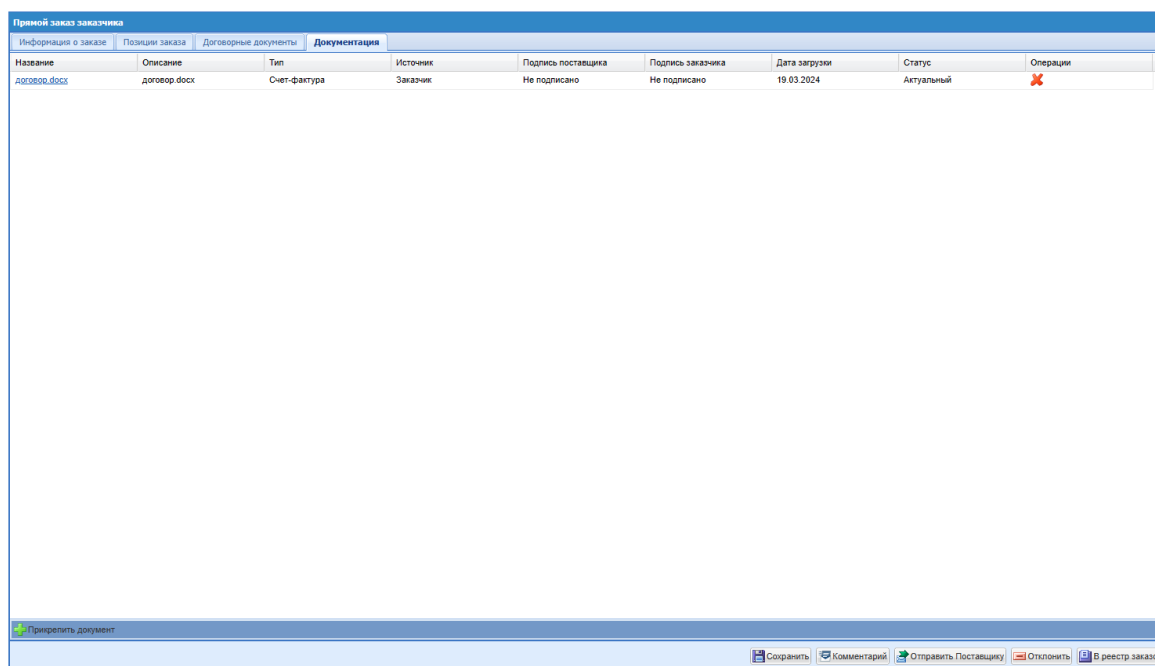 Прямой заказ заказчика
Информация о заказе Позиции заказа Договорные документы Документация
Название Описание Тип Источник Подпись поставщика Подпись заказчика Дата загрузки Статус Операции
договор.docx договор.docx Счет-фактура Заказчик Не подписано Не подписано 19.03.2024 Актуальный
Прикрепить документ
Сохранить Комментарий Отправить Поставщику Отклонить В реестр